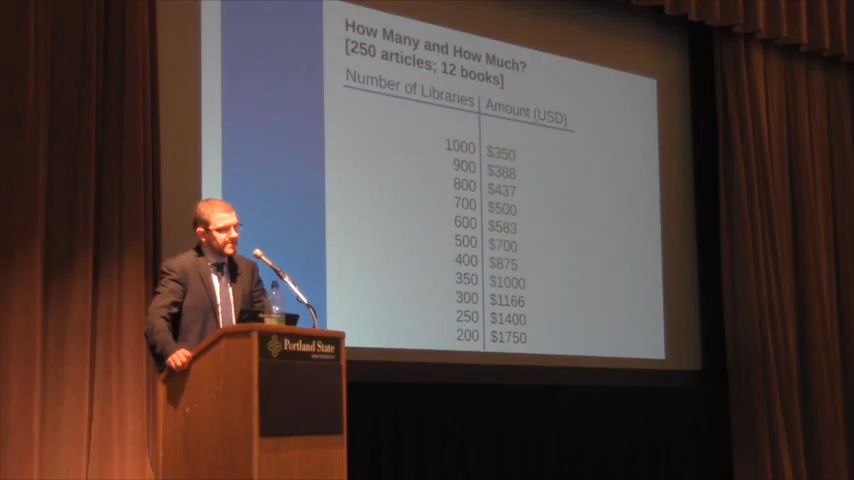 How Many and How Much?
[250 articles; 12 books]
Number of Libraries Amount (USD)
1000 $350
900 $388
800 $437
700 $500
600 $583
500 $700
400 $875
350 $1000
300 $1166
250 $1400
200 $1750
Portland State
UNIVERSITY